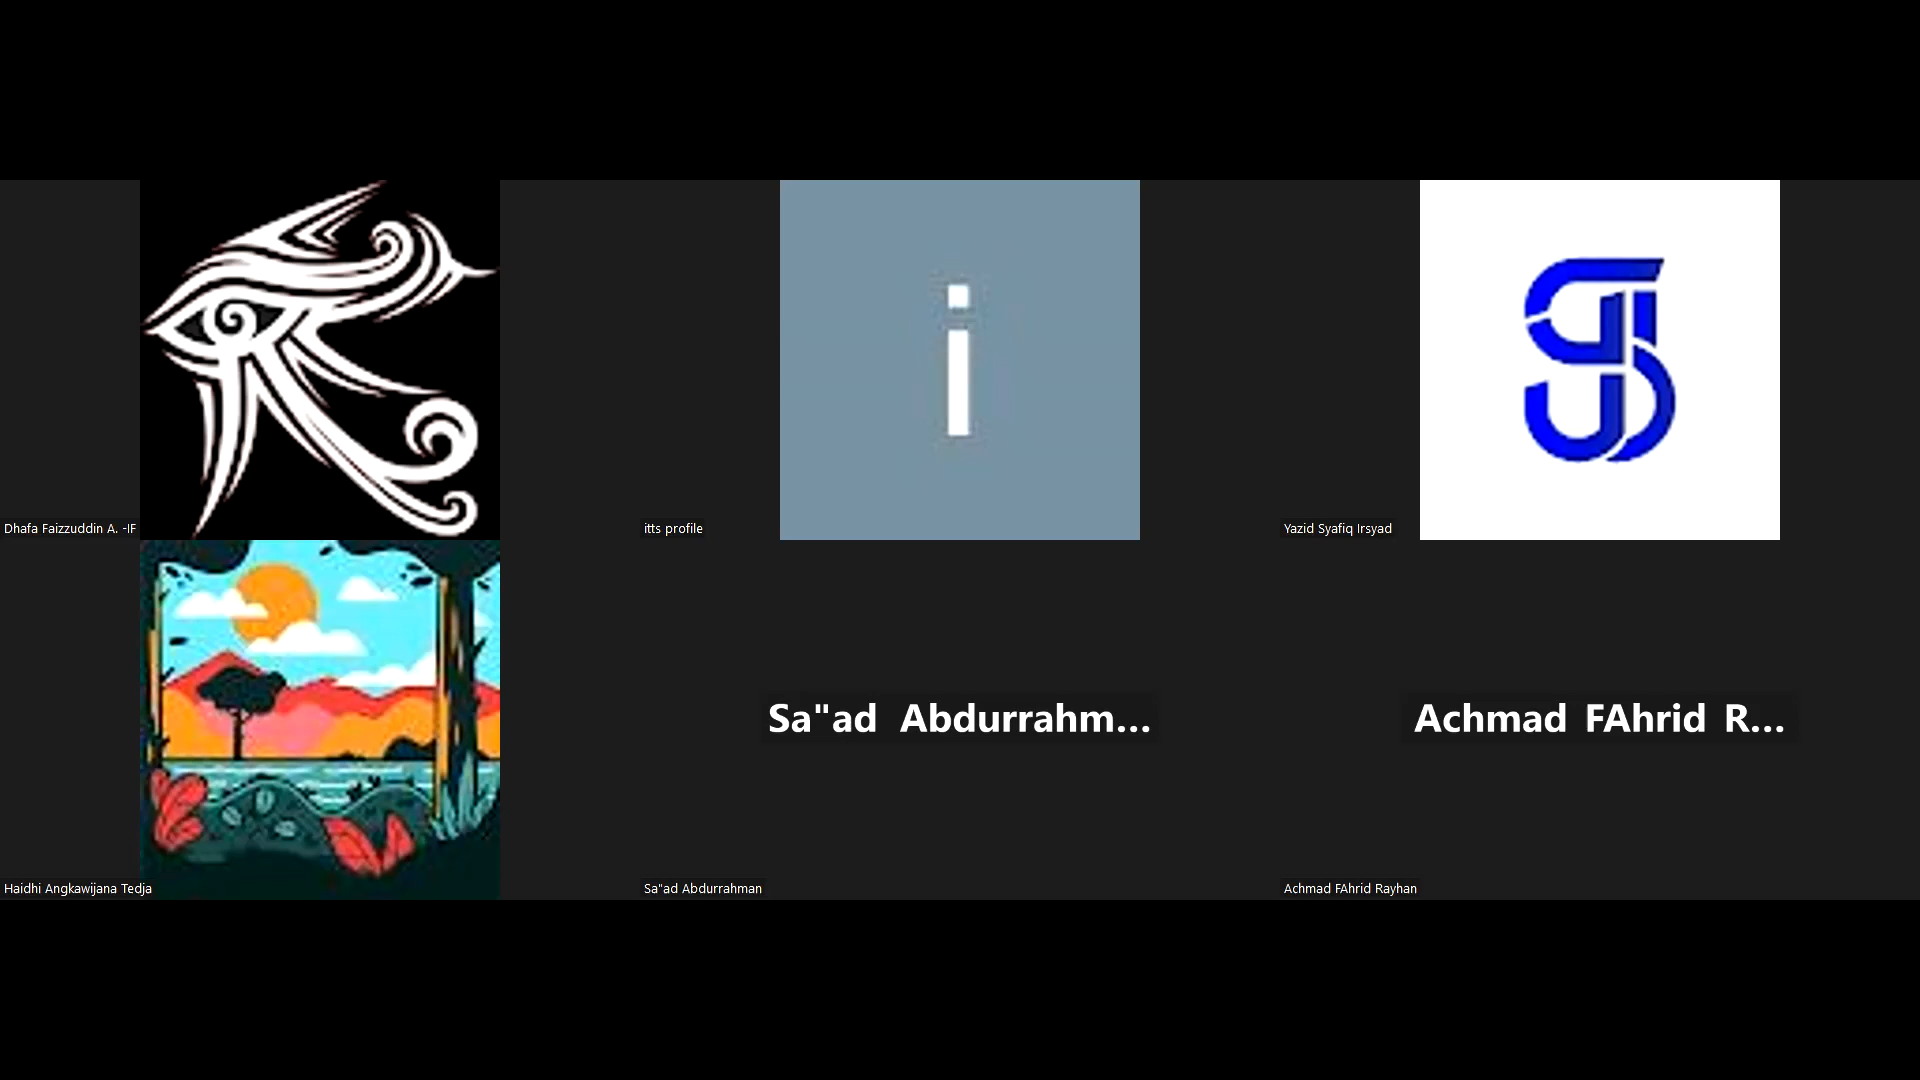 i
Dhafa Faizzuddin A. -IF
itts profile
Yazid Syafiq Irsyad
Sa"ad Abdurrahm...
Achmad FAhrid R...
Haidhi Angkawijana Tedja
Sa"ad Abdurrahman
Achmad FAhrid Rayhan